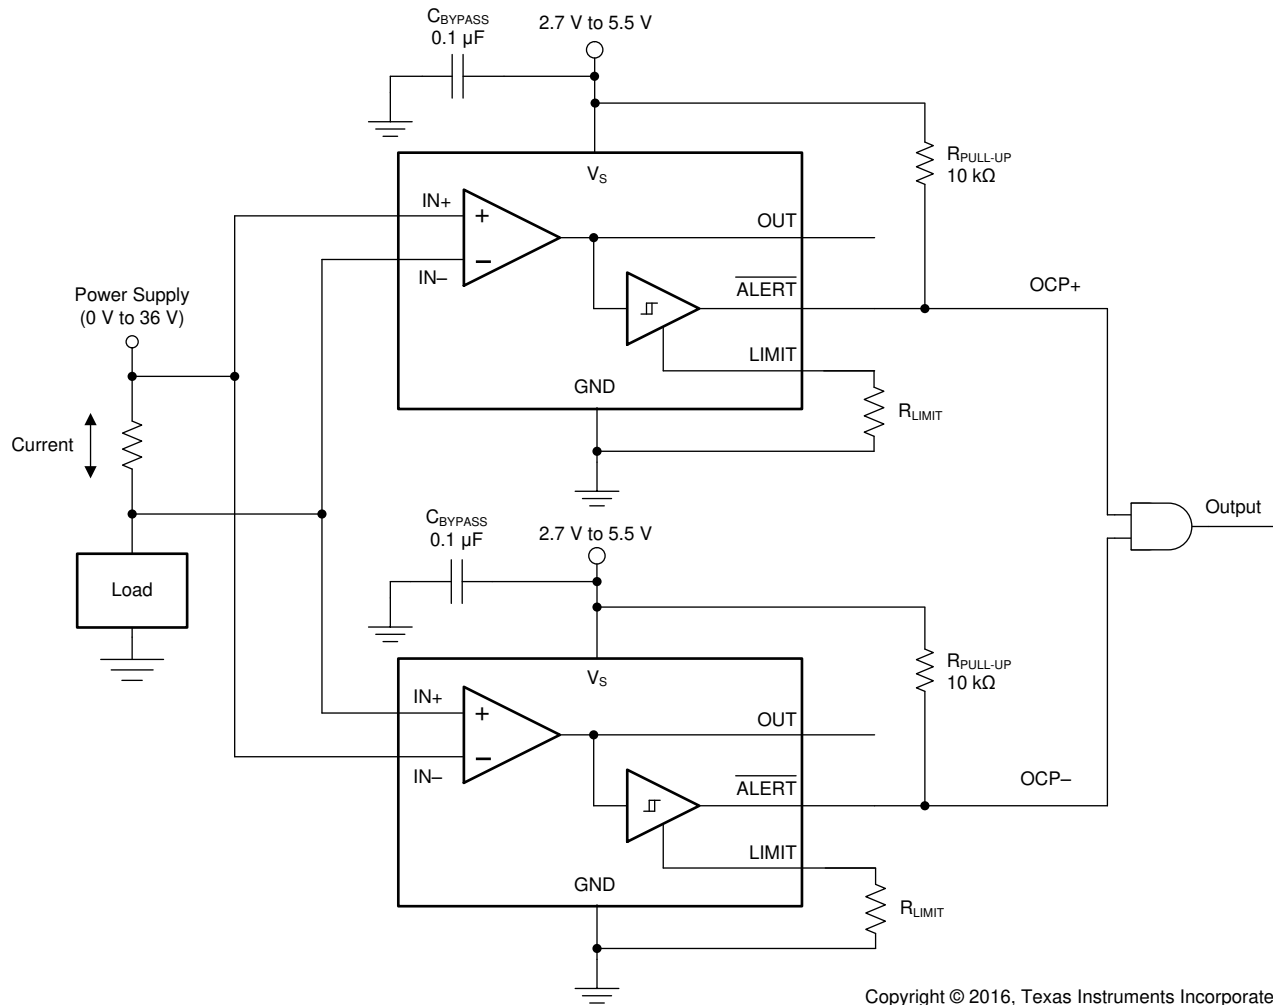 CBYPASS
0.1 µF
2.7 V to 5.5 V
RPULL-UP
10 kΩ
VS
IN+
IN–
OUT
ALERT
LIMIT
GND
RLIMIT
OCP+
Power Supply
(0 V to 36 V)
Current
Load
Output
CBYPASS
0.1 µF
2.7 V to 5.5 V
RPULL-UP
10 kΩ
VS
IN+
IN–
OUT
ALERT
LIMIT
GND
RLIMIT
OCP–
Copyright © 2016, Texas Instruments Incorporate